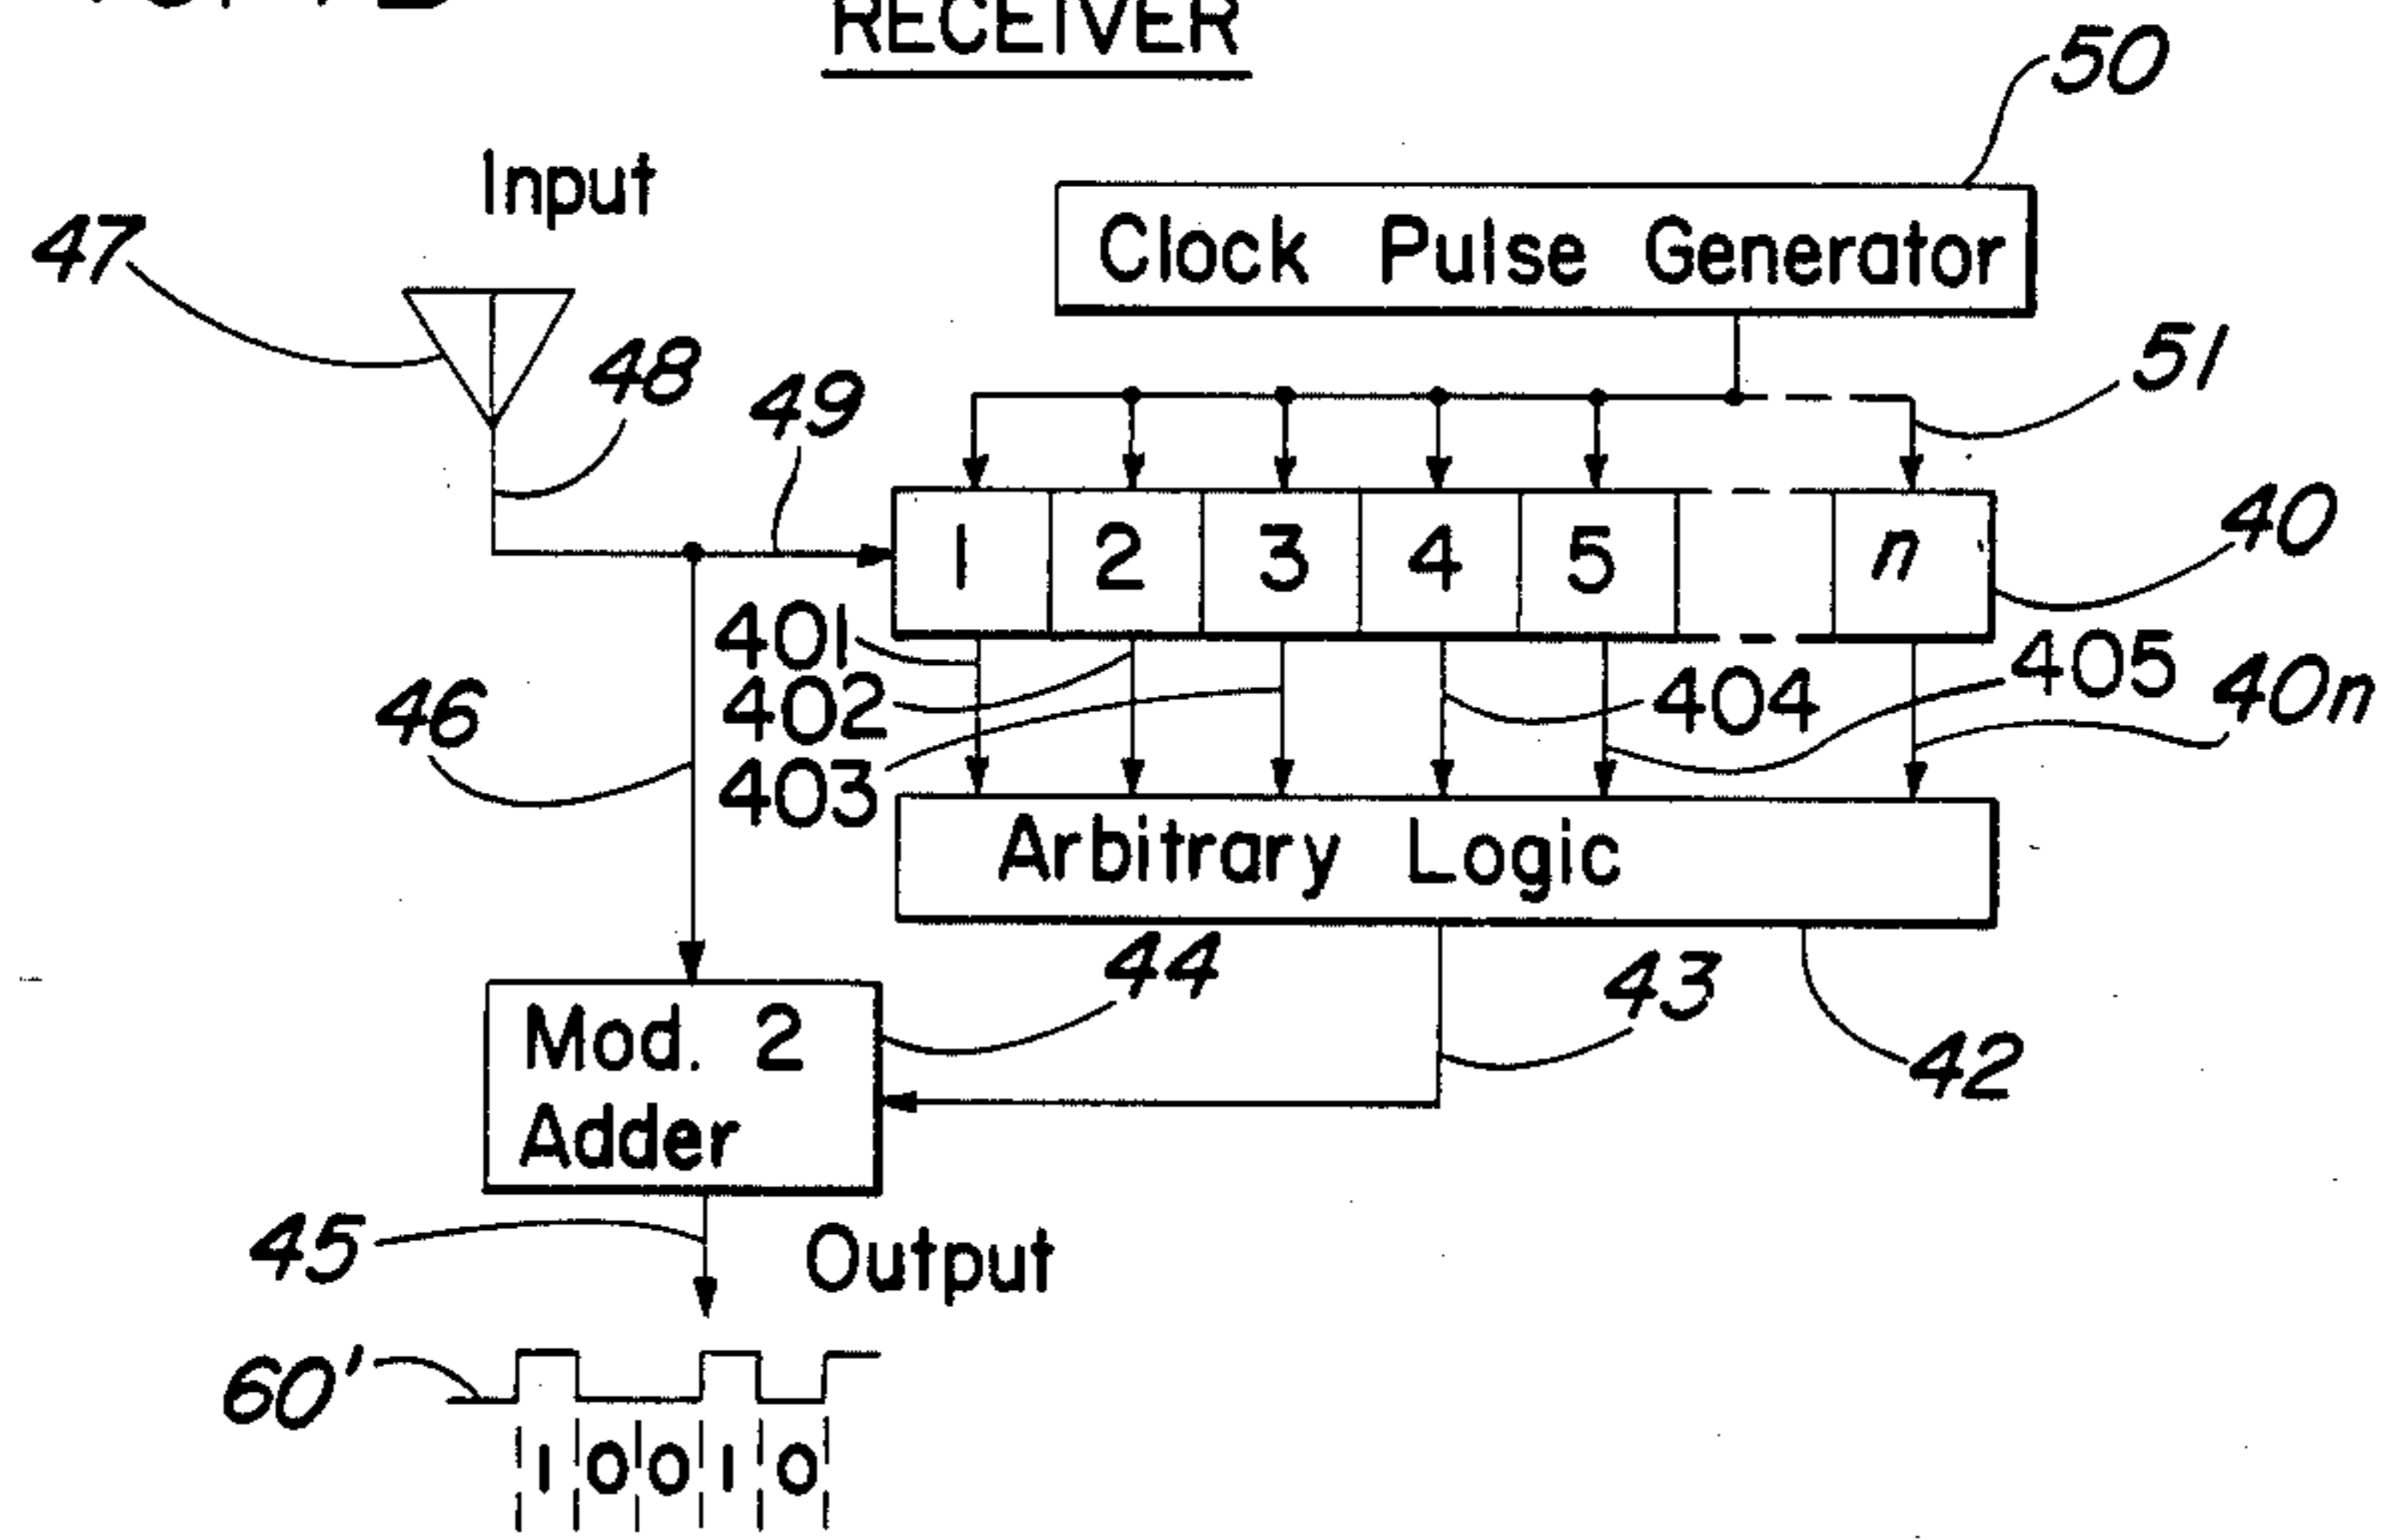 RECEIVER
50
Input
47
Clock Pulse Generator
48
49
51
1 2 3 4 5 n
40
401
402
403
404
405
40n
46
Arbitrary Logic
44
43
42
Mod. 2
Adder
45
Output
60'
1 0 0 1 0